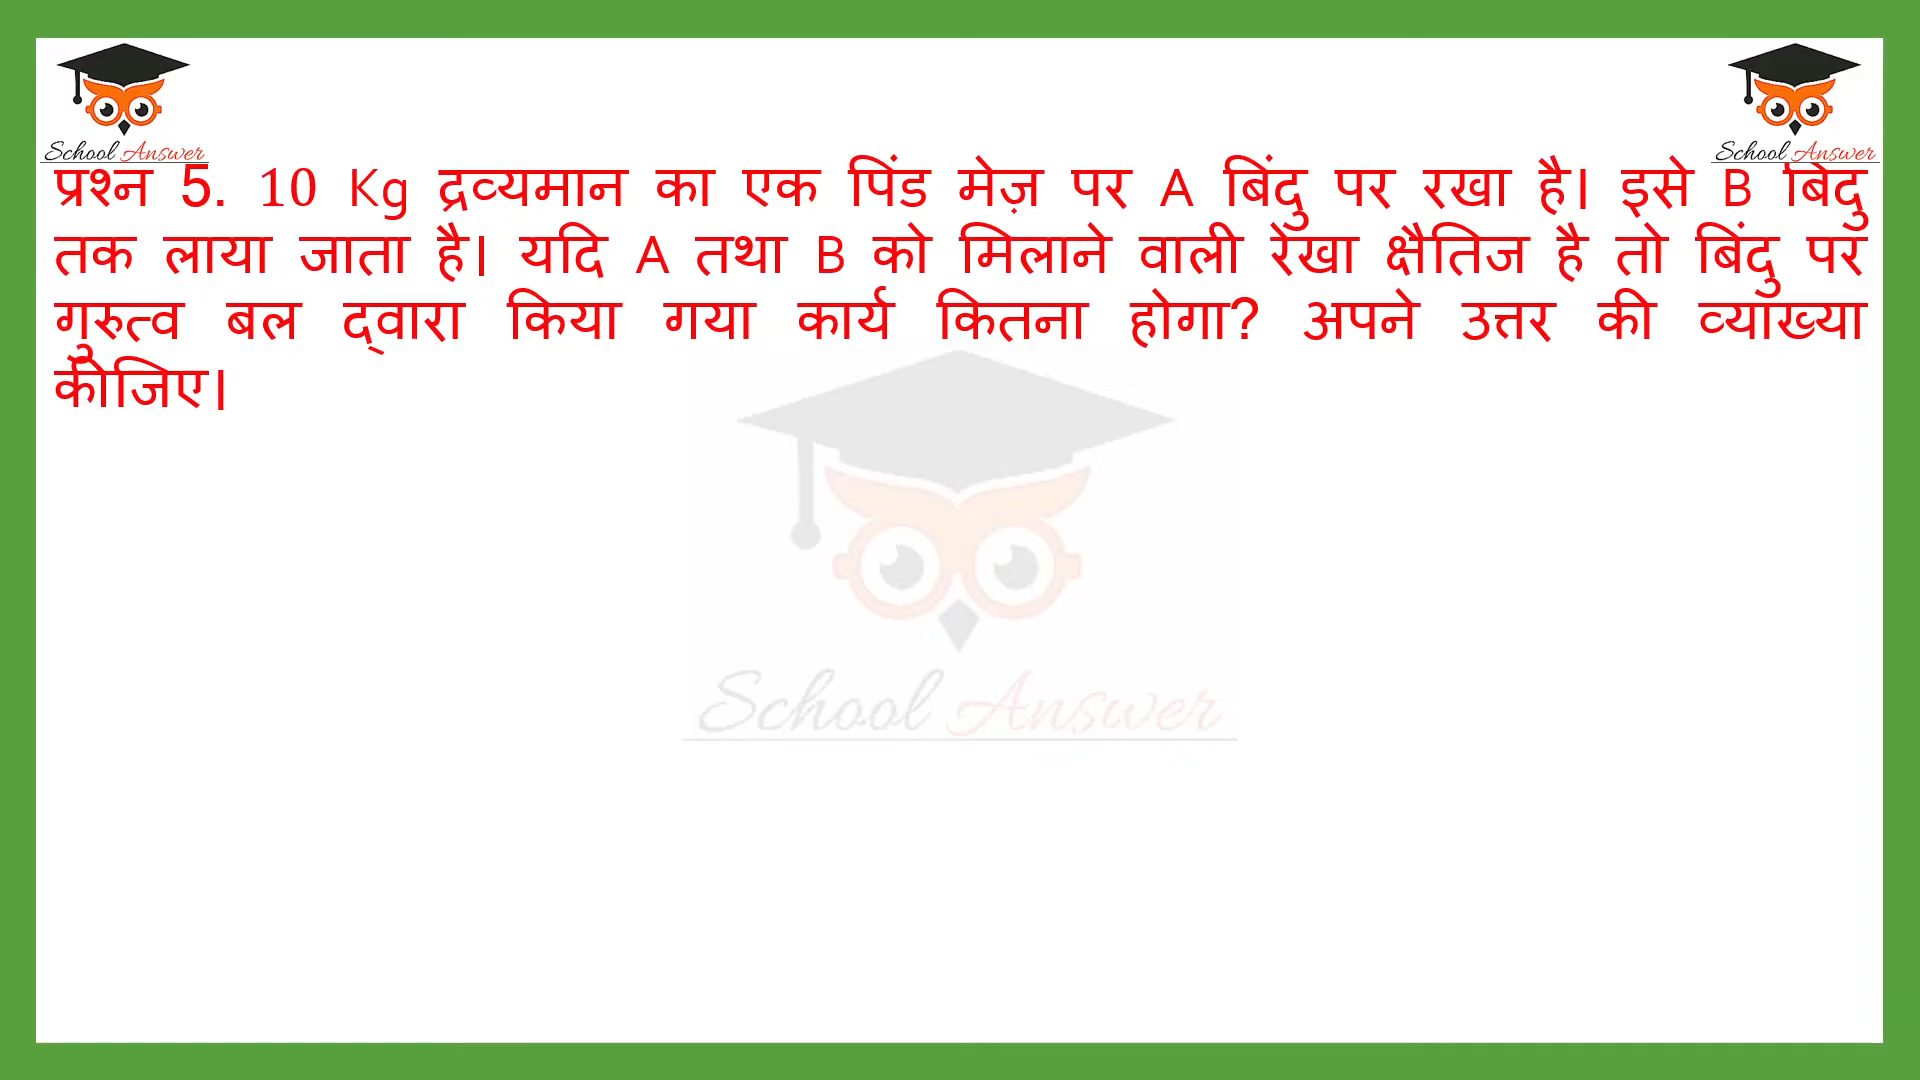 School Answer
School Answer
प्रश्न 5. 10 Kg द्रव्यमान का एक पिंड मेज़ पर A बिंदु पर रखा है। इसे B बिंदु
तक लाया जाता है। यदि A तथा B को मिलाने वाली रेखा क्षैतिज है तो बिंदु पर
गुरुत्व बल द्वारा किया गया कार्य कितना होगा? अपने उत्तर की व्याख्या
कीजिए।
School Answer